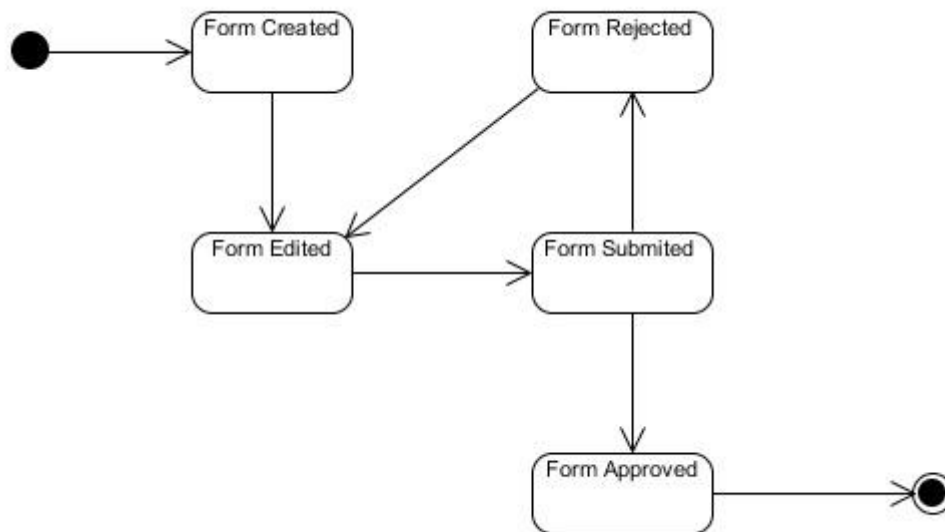 Form Created
Form Rejected
Form Edited
Form Submited
Form Approved